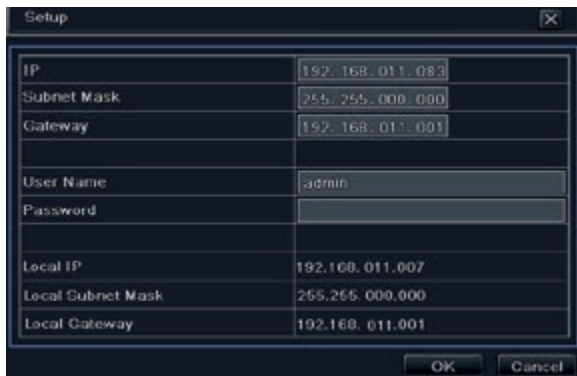 Setup
IP 192. 168. 011. 083
Subnet Mask 255. 255. 000. 000
Gateway 192. 168. 011. 001
User Name admin
Password
Local IP 192.168. 011.007
Local Subnet Mask 255.255. 000.000
Local Gateway 192.168. 011.001
OK Cancel